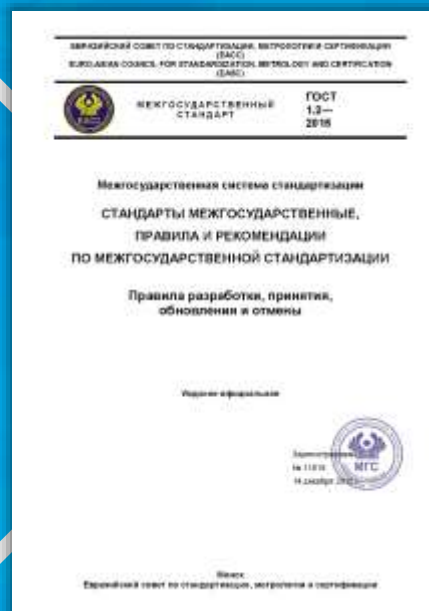 ЕВРАЗИЙСКИЙ СОВЕТ ПО СТАНДАРТИЗАЦИИ, МЕТРОЛОГИИ И СЕРТИФИКАЦИИ
(ЕАСС)
EURO-ASIAN COUNCIL FOR STANDARDIZATION, METROLOGY AND CERTIFICATION
(EASC)
МЕЖГОСУДАРСТВЕННЫЙ
СТАНДАРТ
ГОСТ
1.2—
2015
Межгосударственная система стандартизации
СТАНДАРТЫ МЕЖГОСУДАРСТВЕННЫЕ,
ПРАВИЛА И РЕКОМЕНДАЦИИ
ПО МЕЖГОСУДАРСТВЕННОЙ СТАНДАРТИЗАЦИИ
Правила разработки, принятия,
обновления и отмены
Издание официальное
МГС
14 декабря
Минск
Евразийский совет по стандартизации, метрологии и сертификации